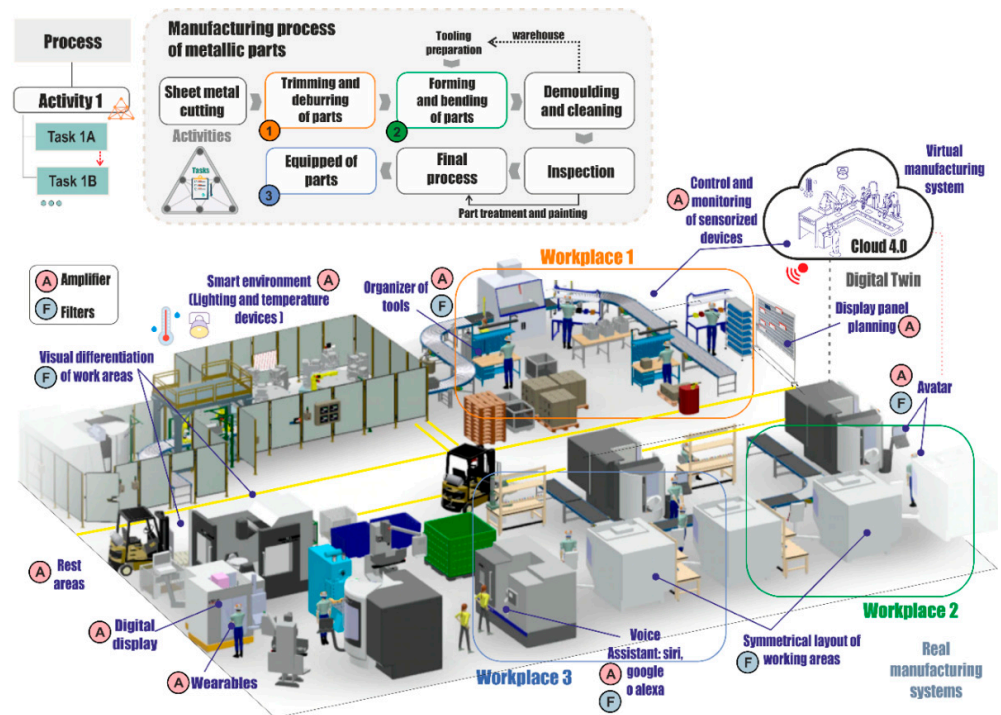 Process
Activity 1
Task 1A
Task 1B
Manufacturing process
of metallic parts
Tooling
preparation
warehouse
Sheet metal
cutting
Trimming and
deburring
of parts
1
Forming
and bending
of parts
2
Demoulding
and cleaning
Activities
Tasks
Equipped of
parts
3
Final
process
Inspection
Part treatment and painting
Virtual
manufacturing
system
Cloud 4.0
Digital Twin
A
Control and
monitoring
of sensorized
devices
A Amplifier
F Filters
Smart environment A
(Lighting and temperature
devices )
Organizer of
tools
A
F
Workplace 1
Display panel
planning A
Visual differentiation
F of work areas
A
F
Avatar
A Rest
areas
A Digital
display
A Wearables
Workplace 2
Workplace 3
Voice
Assistant: siri,
A google
o alexa
F
Symmetrical layout of
F working areas
Real
manufacturing
systems